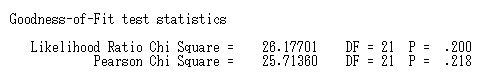 Goodness-of-Fit test statistics
Likelihood Ratio Chi Square = 26.17701 DF = 21 P = .200
Pearson Chi Square = 25.71360 DF = 21 P = .218